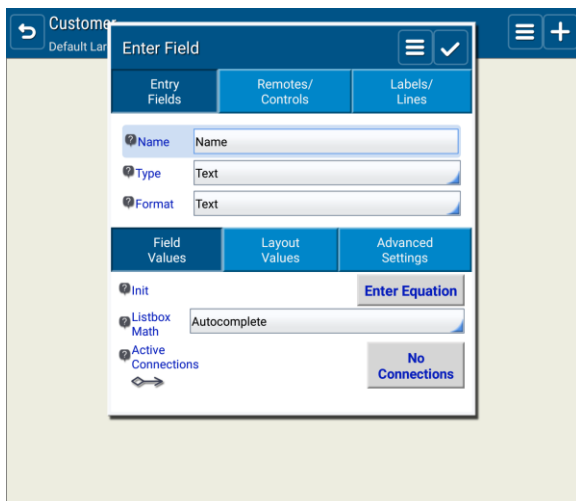 Customer
Default Lar
Enter Field
Entry
Fields
Remotes/
Controls
Labels/
Lines
Name
Name
Type
Text
Format
Text
Field
Values
Layout
Values
Advanced
Settings
Init
Enter Equation
Listbox
Math
Autocomplete
Active
Connections
No
Connections